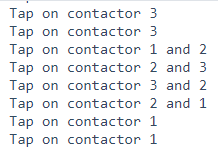 Tap on contactor 3
Tap on contactor 3
Tap on contactor 1 and 2
Tap on contactor 2 and 3
Tap on contactor 3 and 2
Tap on contactor 2 and 1
Tap on contactor 1
Tap on contactor 1